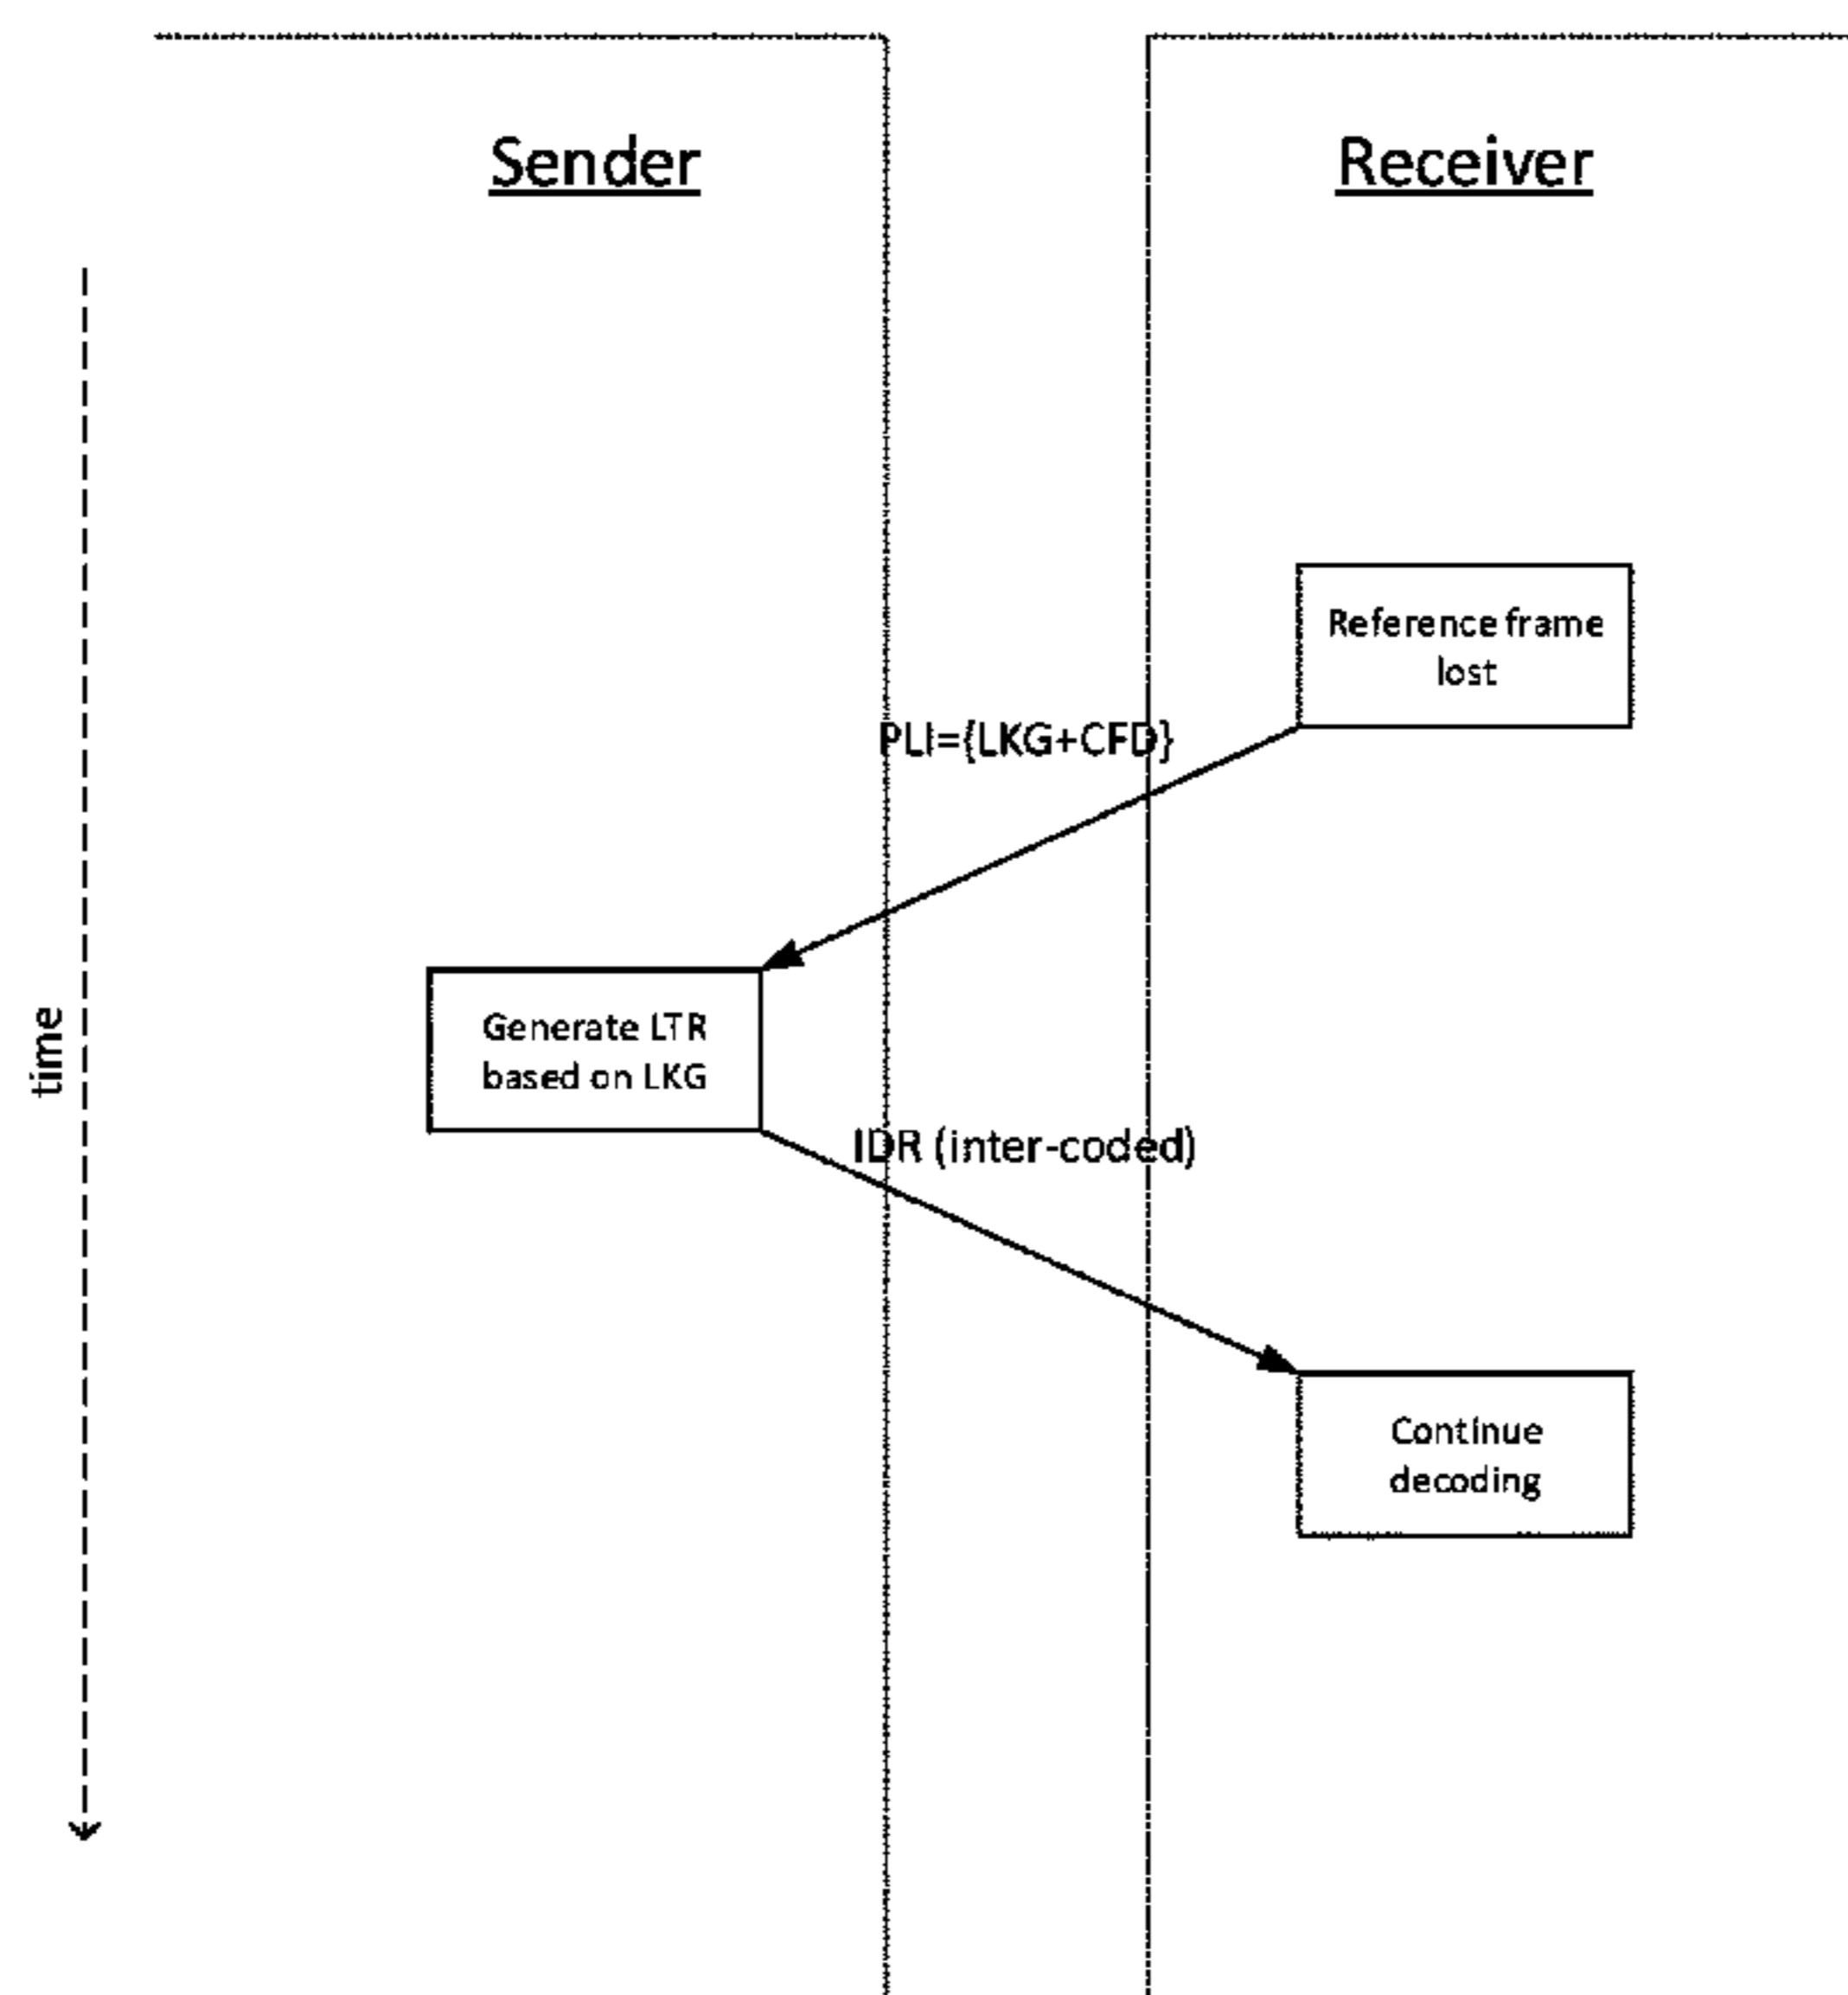 Sender
Receiver
Reference frame
lost
PLI={LKG+CFD}
time
Generate LTR
based on LKG
IDR (inter-coded)
Continue
decoding